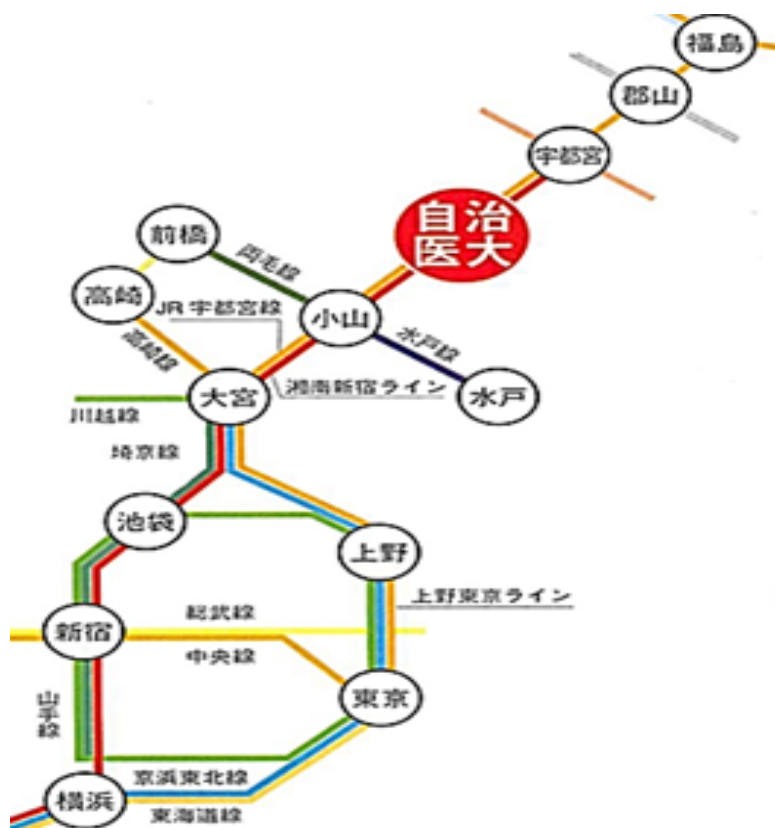 福島
郡山
宇都宮
自治
医大
前橋
両毛線
高崎
JR 宇都宮線
小山
水戸線
高崎線
湘南新宿ライン
大宮
水戸
川越線
埼京線
池袋
上野
上野東京ライン
総武線
新宿
中央線
山手線
東京
京浜東北線
横浜
東海道線